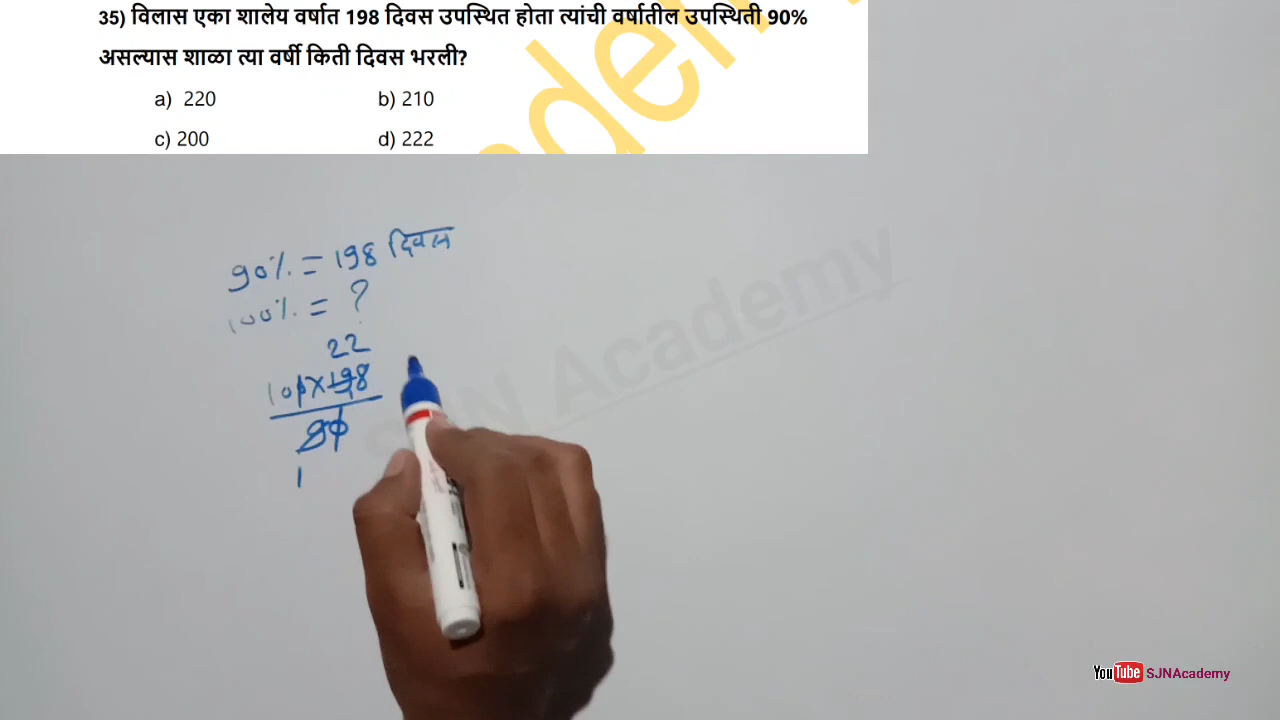 35) विलास एका शालेय वर्षात 198 दिवस उपस्थित होता त्यांची वर्षातील उपस्थिती 90%
असल्यास शाळा त्या वर्षी किती दिवस भरली?
a) 220 b) 210
c) 200 d) 222
90% = 198 दिवस
100% = ?
22
100 × 198
90
1
SJN Academy
YouTube SJNAcademy